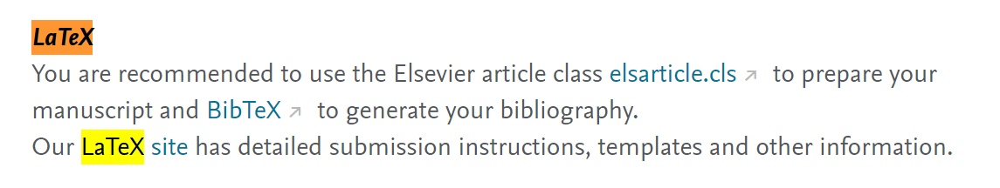 LaTeX
You are recommended to use the Elsevier article class elsarticle.cls ↗ to prepare your
manuscript and BibTeX ↗ to generate your bibliography.
Our LaTeX site has detailed submission instructions, templates and other information.